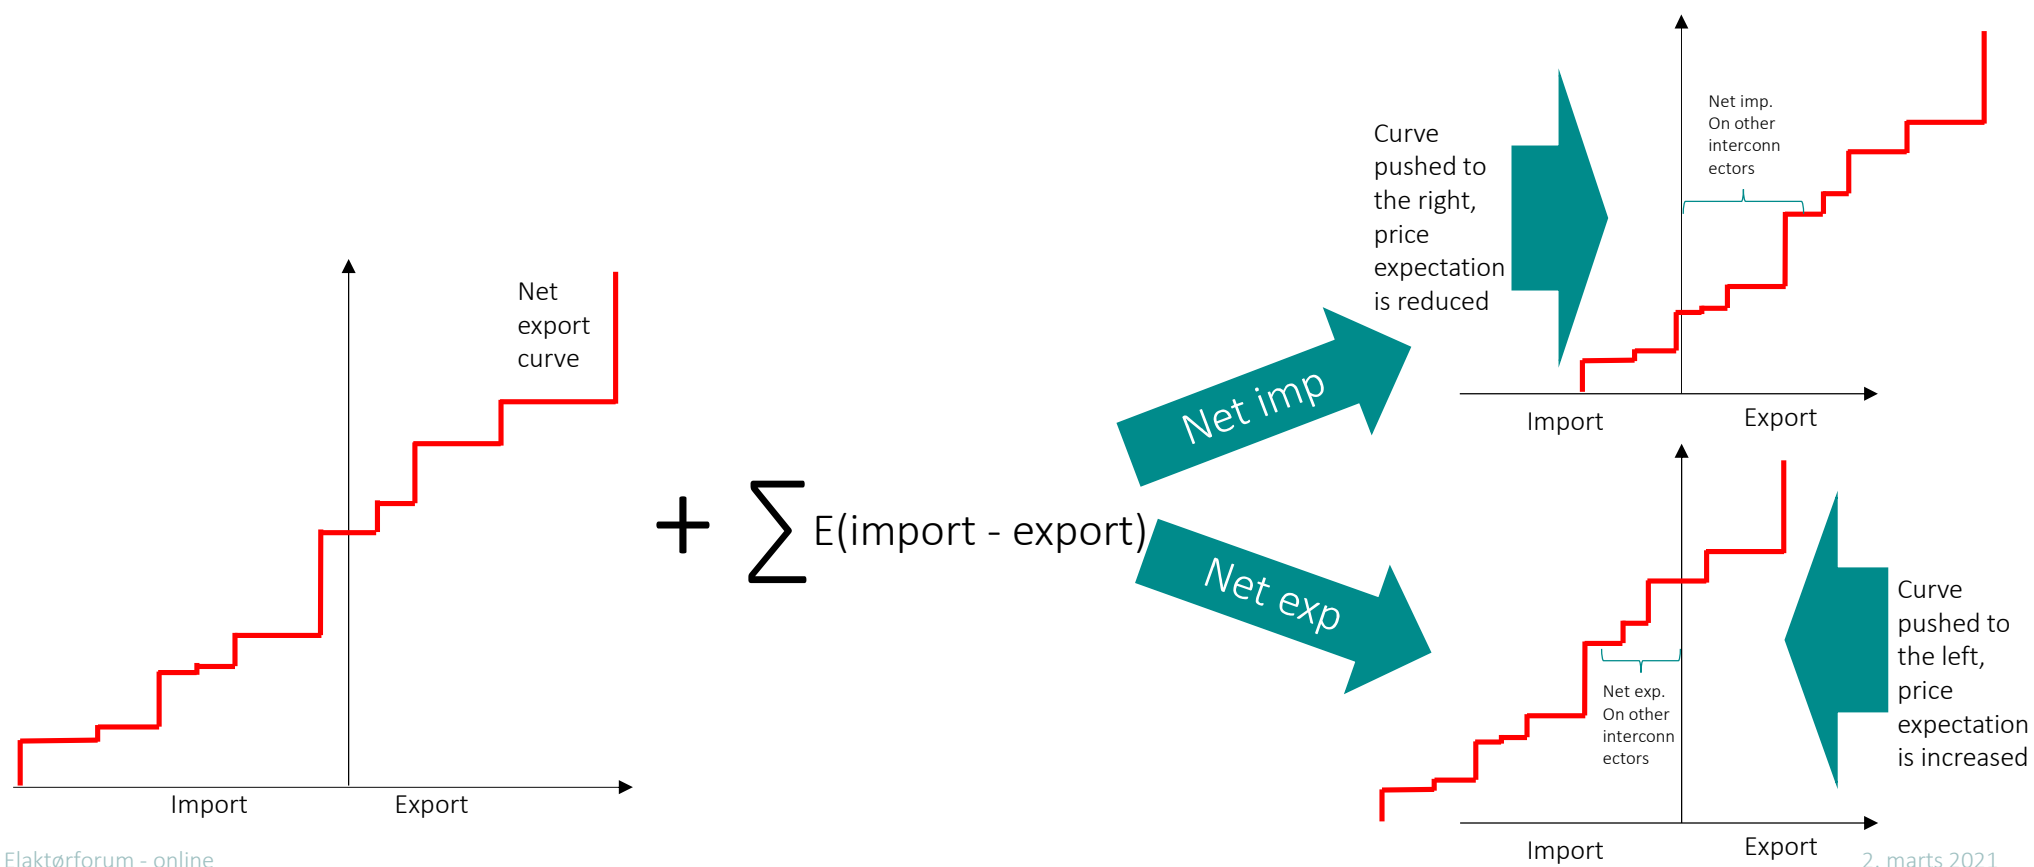 Net
export
curve
Import
Export
+ ∑ E(import - export)
Net imp
Net exp
Curve
pushed to
the right,
price
expectation
is reduced
Net imp.
On other
interconn
ectors
Import
Export
Net exp.
On other
interconn
ectors
Curve
pushed to
the left,
price
expectation
is increased
Import
Export
Elaktørforum - online
2. marts 2021